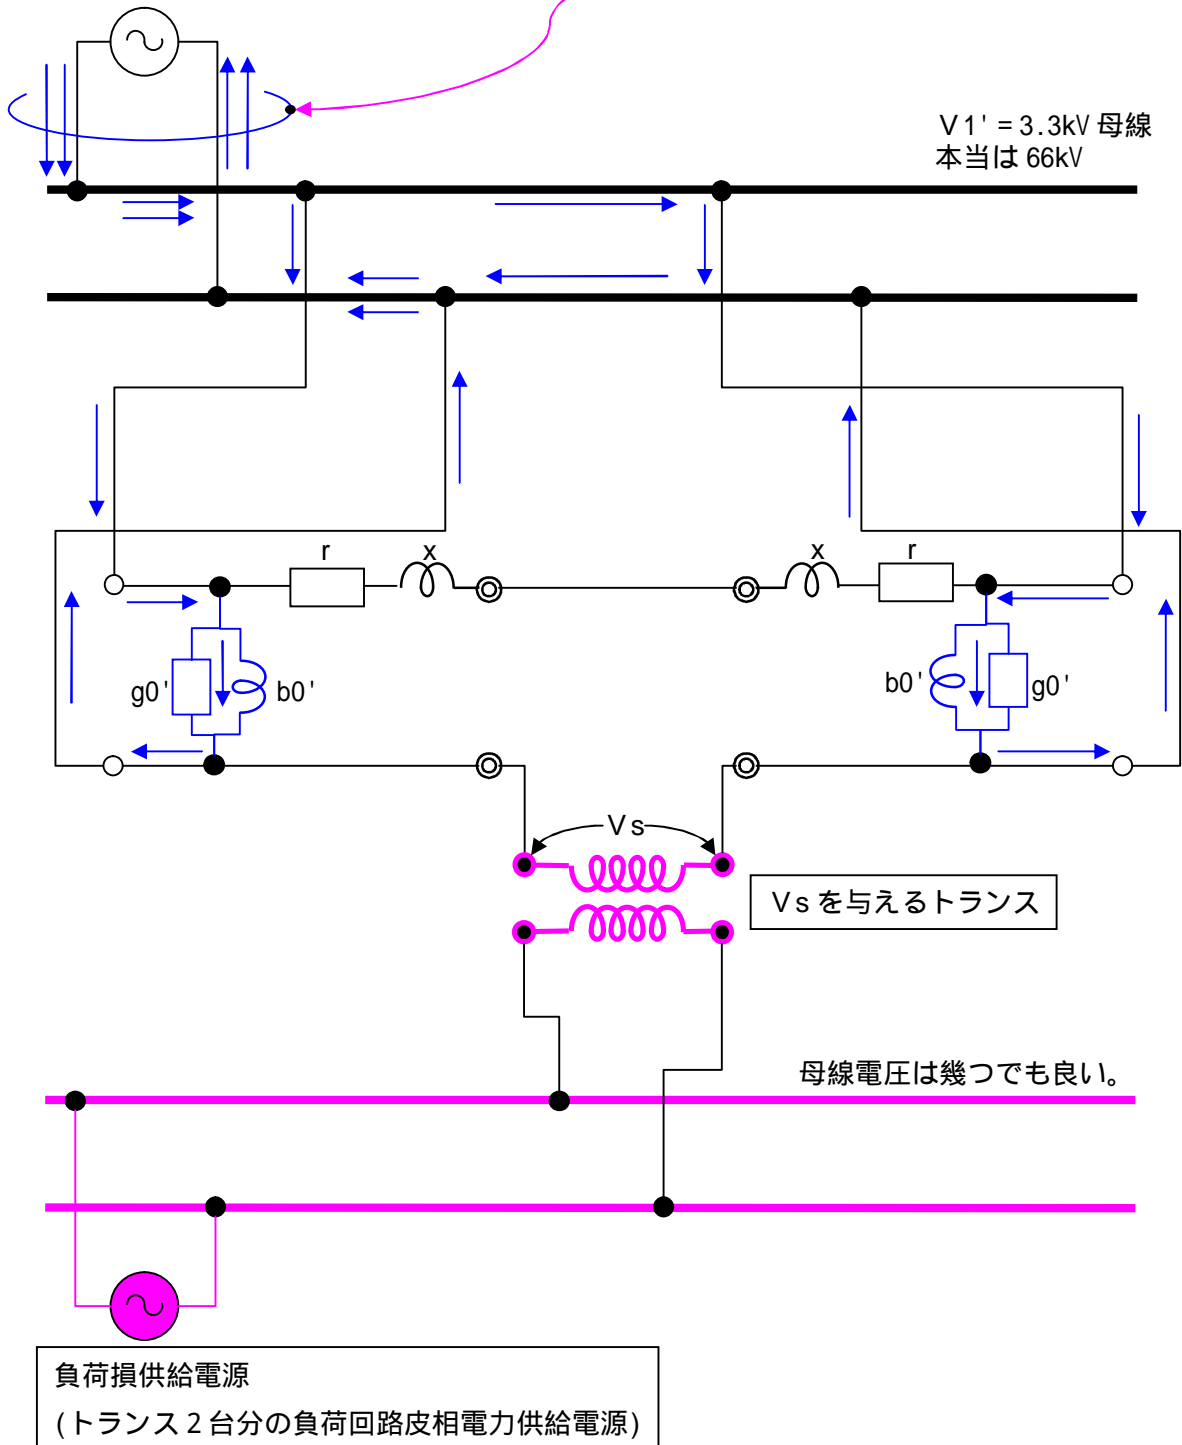 V1'=3.3kV 母線
本当は 66kV
r
x
x
r
g0'
b0'
b0'
g0'
Vs
Vsを与えるトランス
母線電圧は幾つでも良い。
負荷損供給電源
(トランス2台分の負荷回路皮相電力供給電源)